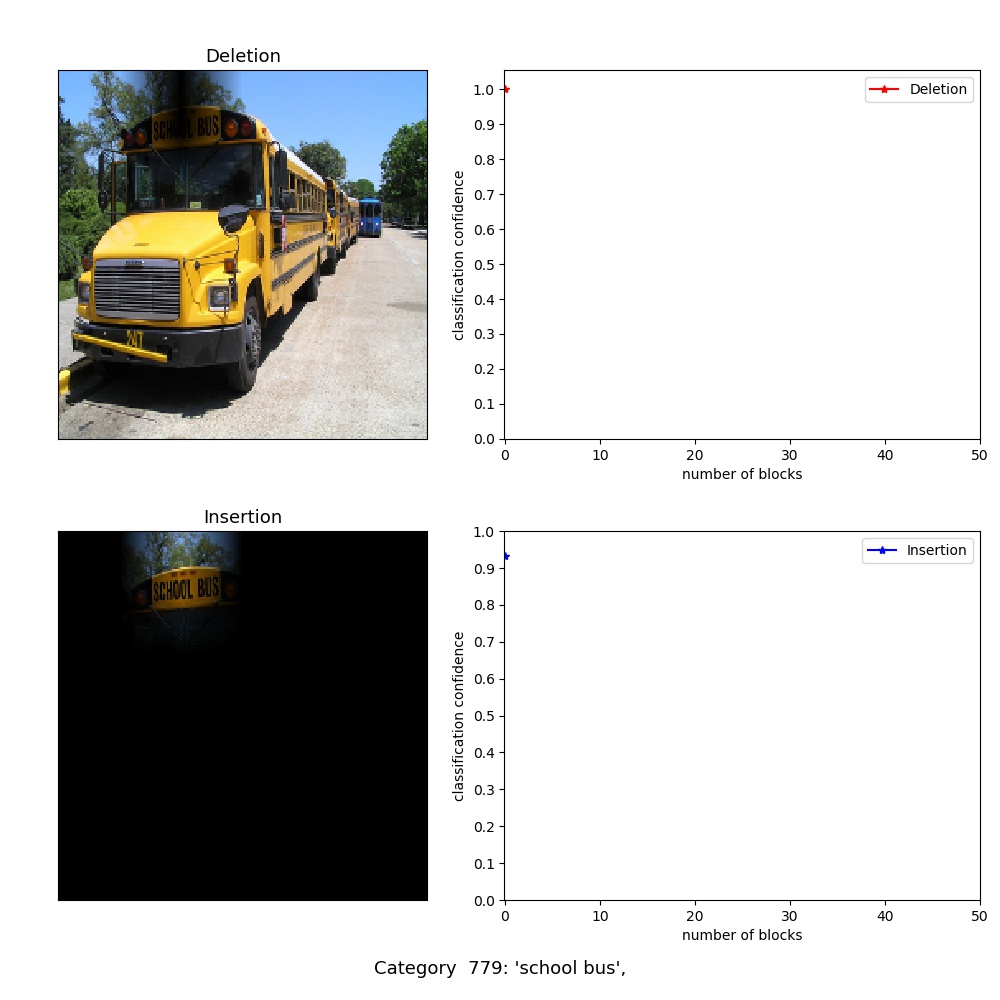 Deletion
SCHOOL BUS
1.0
0.9
0.8
0.7
0.6
0.5
0.4
0.3
0.2
0.1
0.0
classification confidence
Deletion
0 10 20 30 40 50
number of blocks
Insertion
SCHOOL BUS
1.0
0.9
0.8
0.7
0.6
0.5
0.4
0.3
0.2
0.1
0.0
classification confidence
Insertion
0 10 20 30 40 50
number of blocks
Category 779: 'school bus',